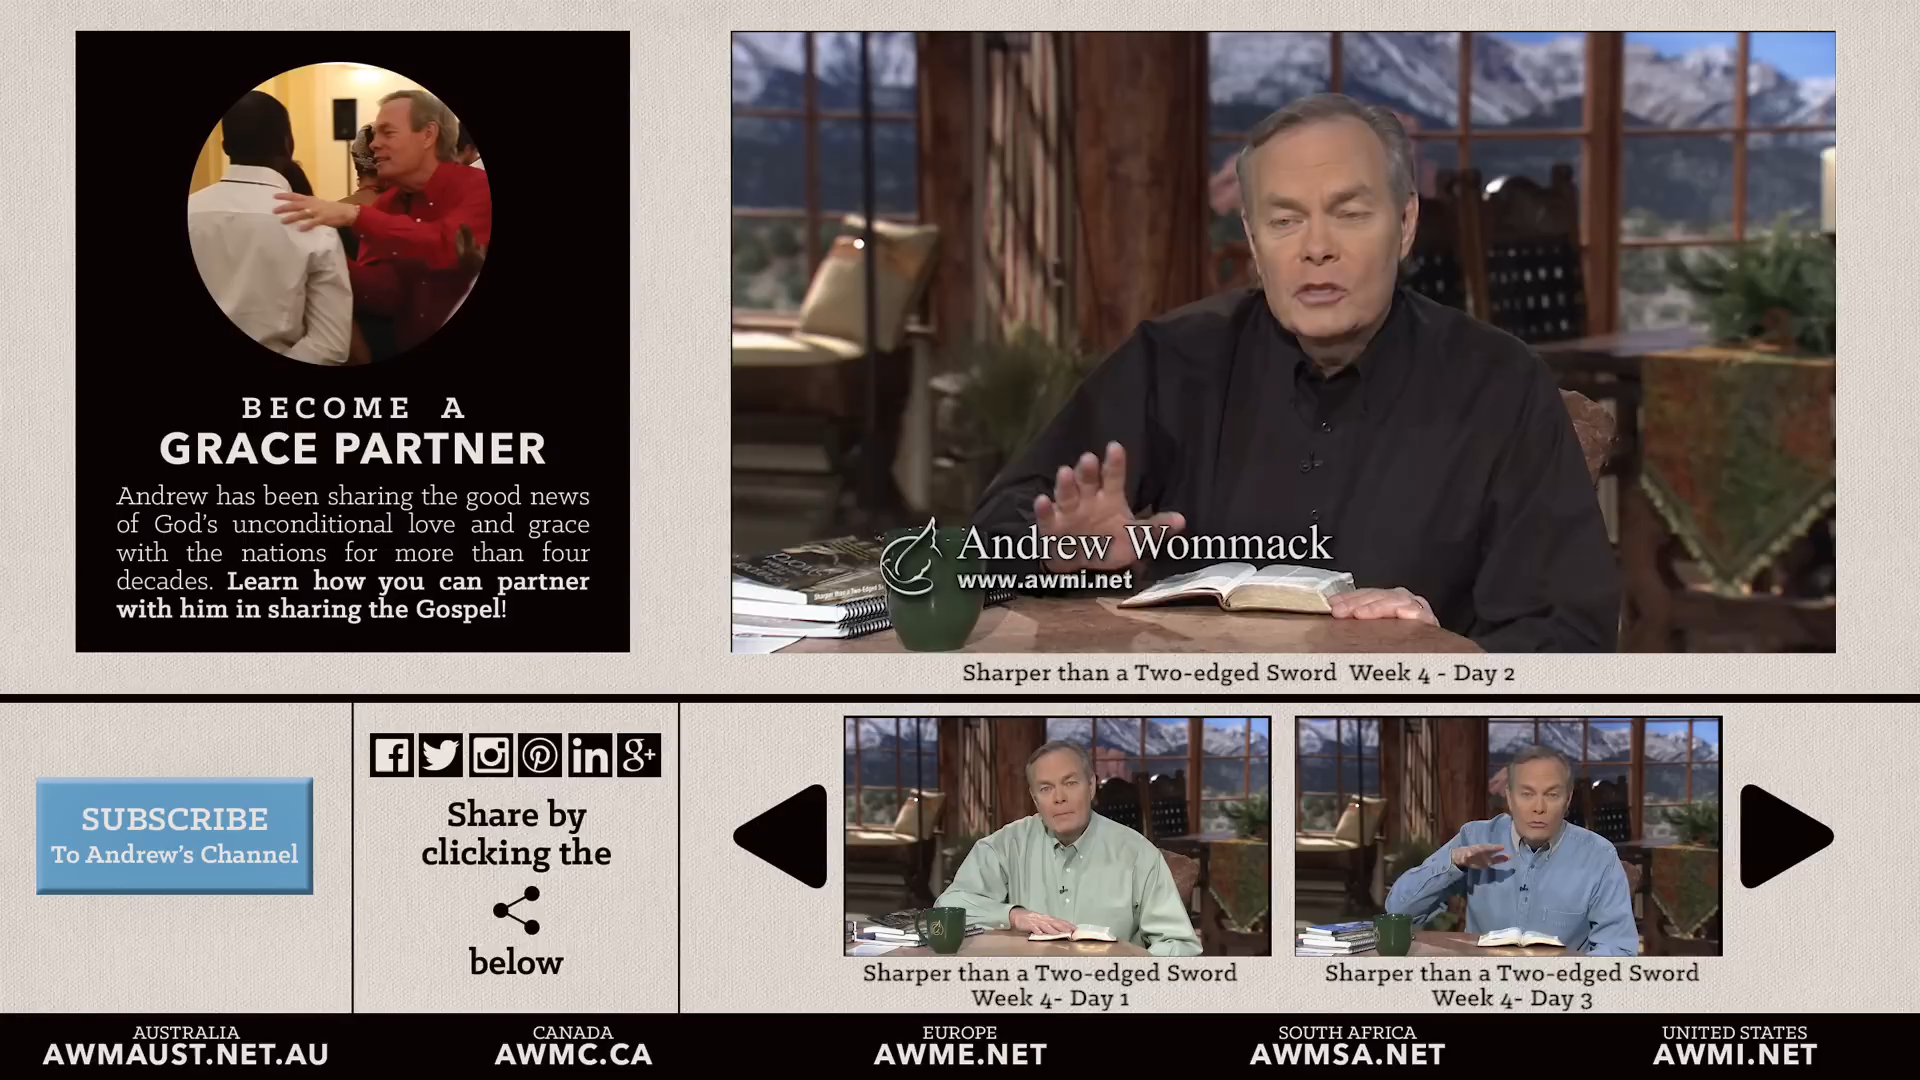 BECOME A
GRACE PARTNER
Andrew has been sharing the good news
of God's unconditional love and grace
with the nations for more than four
decades. Learn how you can partner
with him in sharing the Gospel!
Andrew Wommack
www.awmi.net
Sharper than a Two-edged Sword Week 4 - Day 2
SUBSCRIBE
To Andrew's Channel
Share by
clicking the
below
Sharper than a Two-edged Sword
Week 4- Day 1
Sharper than a Two-edged Sword
Week 4- Day 3
AUSTRALIA
AWMAUST.NET.AU
CANADA
AWMC.CA
EUROPE
AWME.NET
SOUTH AFRICA
AWMSA.NET
UNITED STATES
AWMI.NET